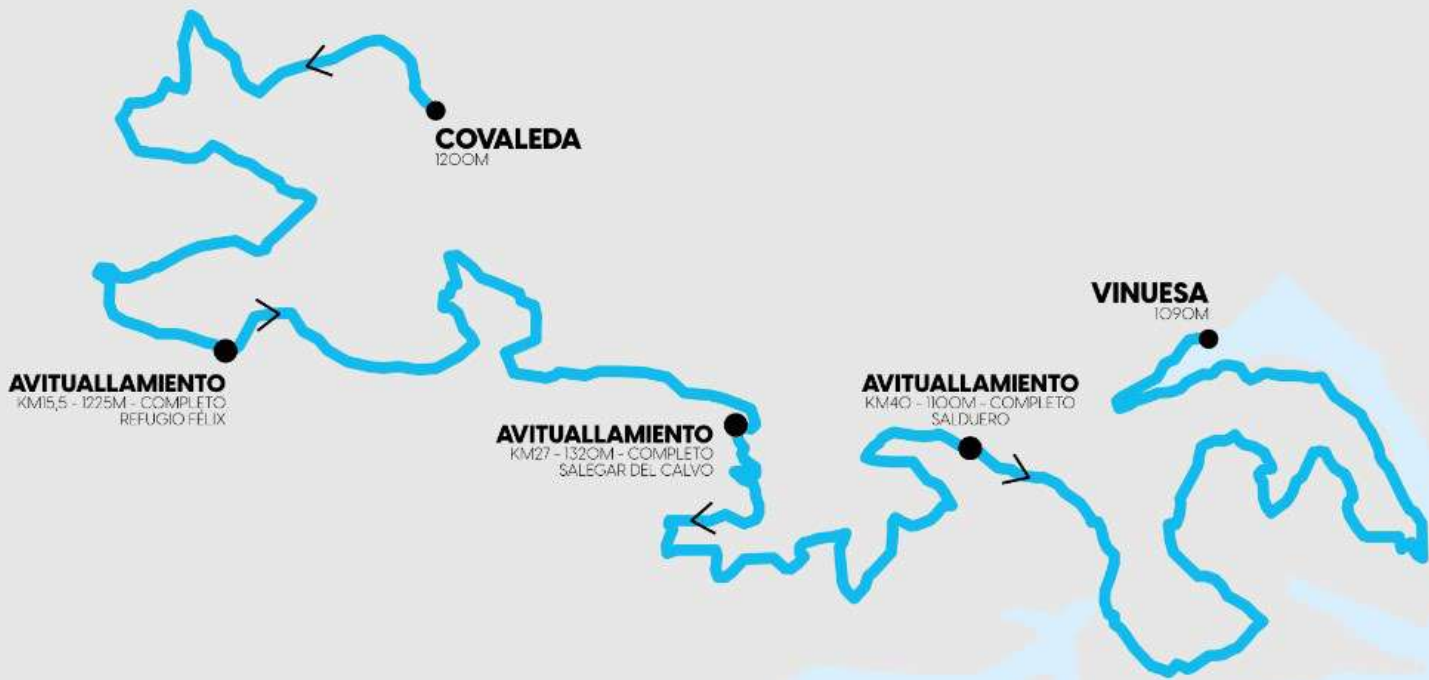 COVALEDA
1200M
VINUESA
1090M
AVITUALLAMIENTO
KM15,5 - 1225M - COMPLETO
REFUGIO FÉLIX
AVITUALLAMIENTO
KM27 - 1320M - COMPLETO
SALEGAR DEL CALVO
AVITUALLAMIENTO
KM40 - 1100M - COMPLETO
SALDUERO